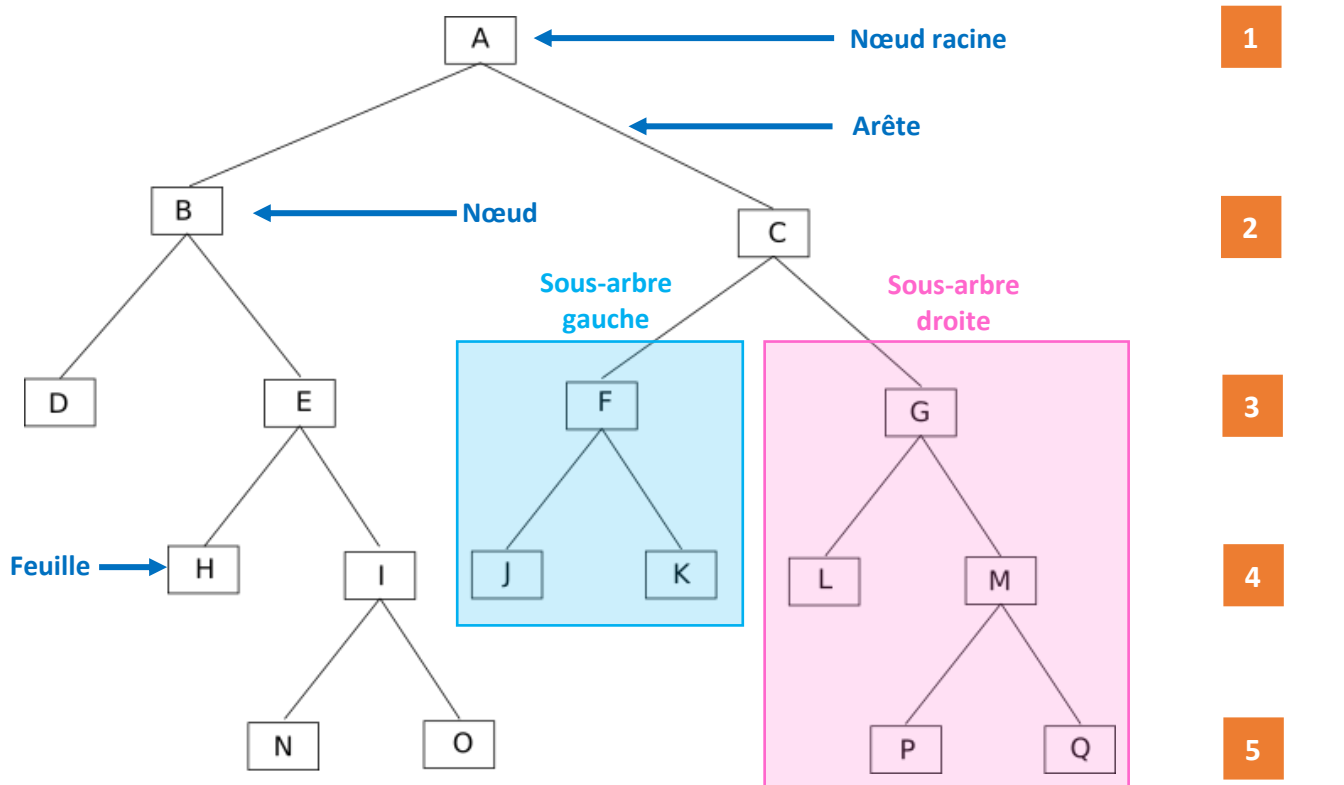 A
Nœud racine
1
Arête
B
Nœud
C
2
Sous-arbre
gauche
Sous-arbre
droite
D
E
F
G
3
Feuille
H
I
J
K
L
M
4
N
O
P
Q
5